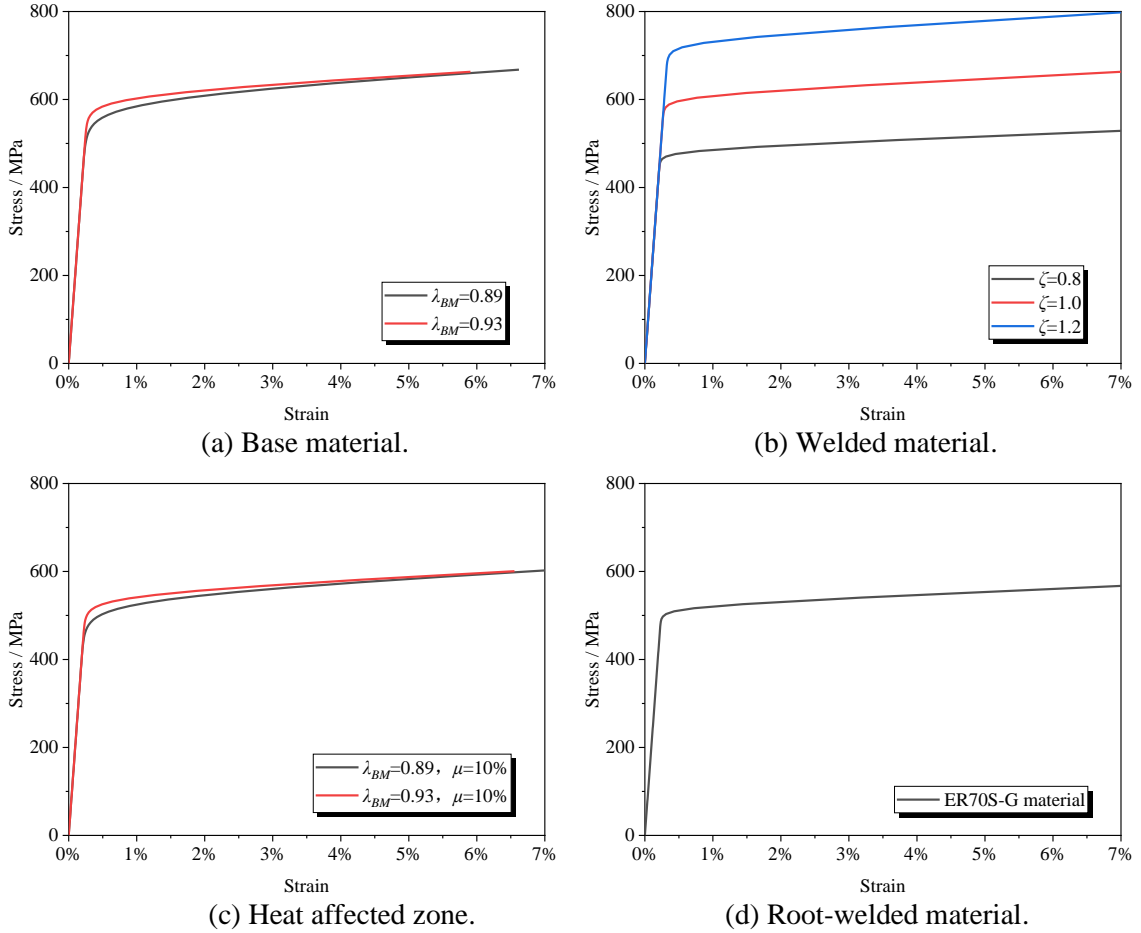 800
600
400
200
0
Stress / MPa
λBM=0.89
λBM=0.93
0% 1% 2% 3% 4% 5% 6% 7%
Strain
(a) Base material.
800
600
400
200
0
Stress / MPa
ζ=0.8
ζ=1.0
ζ=1.2
0% 1% 2% 3% 4% 5% 6% 7%
Strain
(b) Welded material.
800
600
400
200
0
Stress / MPa
λBM=0.89，μ=10%
λBM=0.93，μ=10%
0% 1% 2% 3% 4% 5% 6% 7%
Strain
(c) Heat affected zone.
800
600
400
200
0
Stress / MPa
ER70S-G material
0% 1% 2% 3% 4% 5% 6% 7%
Strain
(d) Root-welded material.